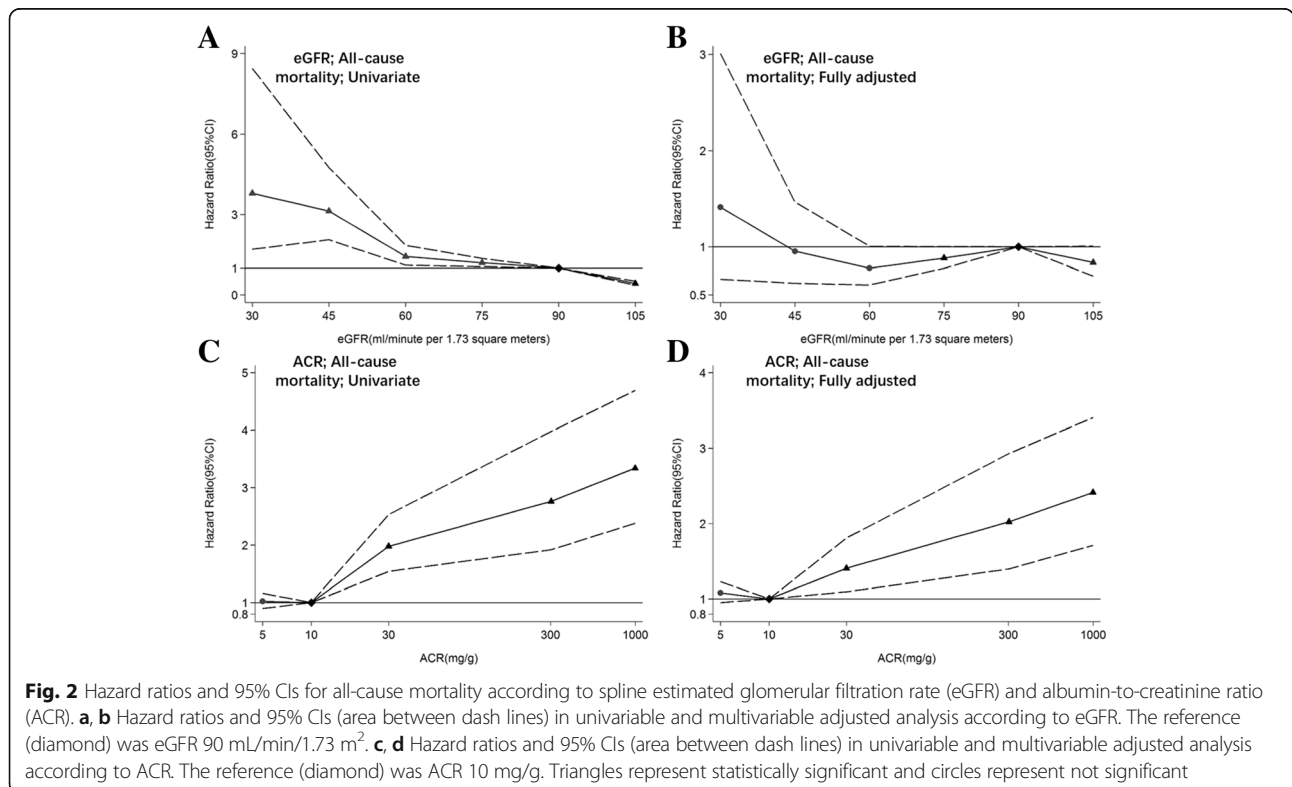 A
eGFR; All-cause
mortality; Univariate
9
6
3
1
0
Hazard Ratio(95%CI)
30 45 60 75 90 105
eGFR(ml/minute per 1.73 square meters)
B
eGFR; All-cause
mortality; Fully adjusted
3
2
1
0.5
Hazard Ratio(95%CI)
30 45 60 75 90 105
eGFR(ml/minute per 1.73 square meters)
C
ACR; All-cause
mortality; Univariate
5
4
3
2
1
0.8
Hazard Ratio(95%CI)
5 10 30 300 1000
ACR(mg/g)
D
ACR; All-cause
mortality; Fully adjusted
4
3
2
1
0.8
Hazard Ratio(95%CI)
5 10 30 300 1000
ACR(mg/g)
Fig. 2 Hazard ratios and 95% CIs for all-cause mortality according to spline estimated glomerular filtration rate (eGFR) and albumin-to-creatinine ratio
(ACR). a, b Hazard ratios and 95% CIs (area between dash lines) in univariable and multivariable adjusted analysis according to eGFR. The reference
(diamond) was eGFR 90 mL/min/1.73 m². c, d Hazard ratios and 95% CIs (area between dash lines) in univariable and multivariable adjusted analysis
according to ACR. The reference (diamond) was ACR 10 mg/g. Triangles represent statistically significant and circles represent not significant